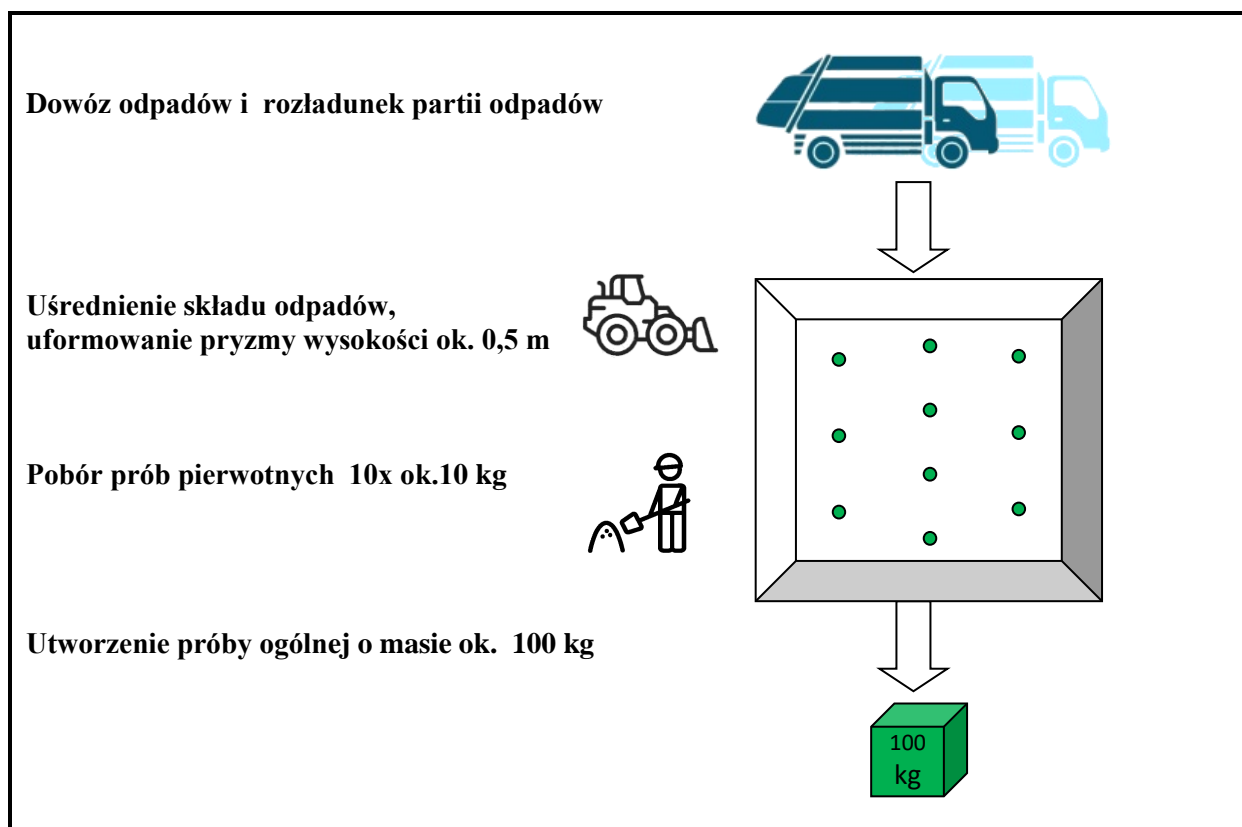 Dowóz odpadów i  rozładunek partii odpadów
Uśrednienie składu odpadów,
uformowanie pryzmy wysokości ok. 0,5 m
Pobór prób pierwotnych  10x ok.10 kg
Utworzenie próby ogólnej o masie ok.  100 kg
100
kg